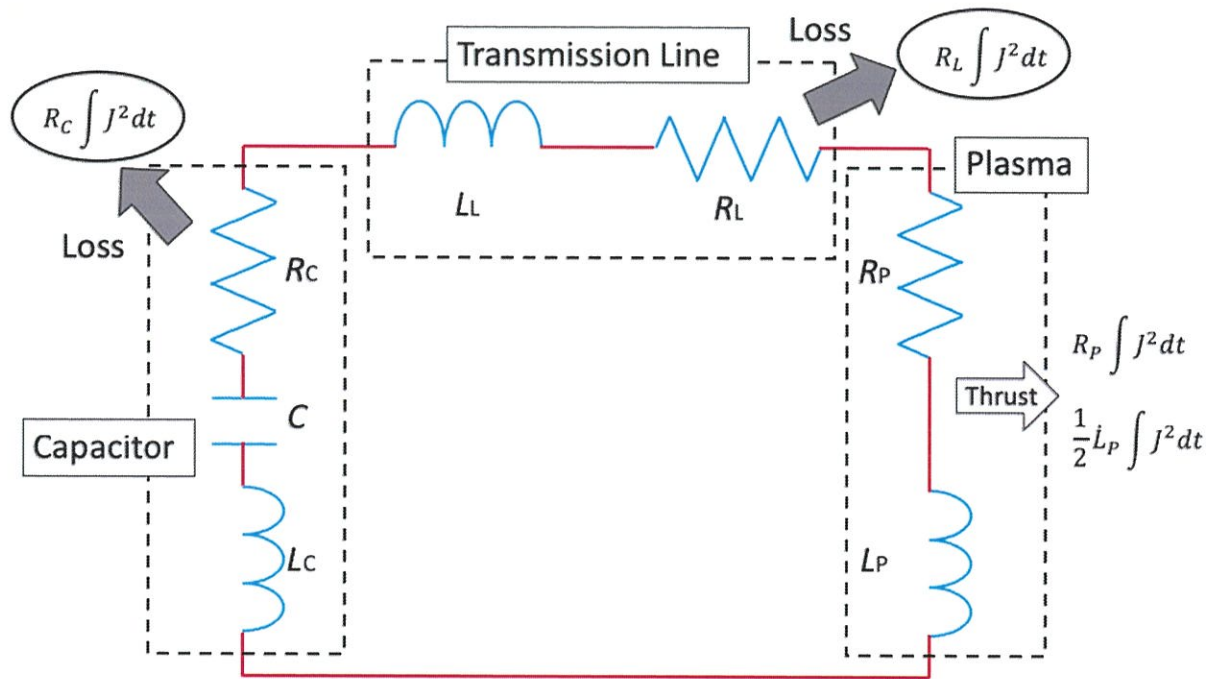 Loss
Transmission Line
R_L ∫ J² dt
R_C ∫ J² dt
Plasma
L_L
R_L
Loss
R_C
R_P
R_P ∫ J² dt
Thrust
C
1/2 L̇_P ∫ J² dt
Capacitor
L_C
L_P